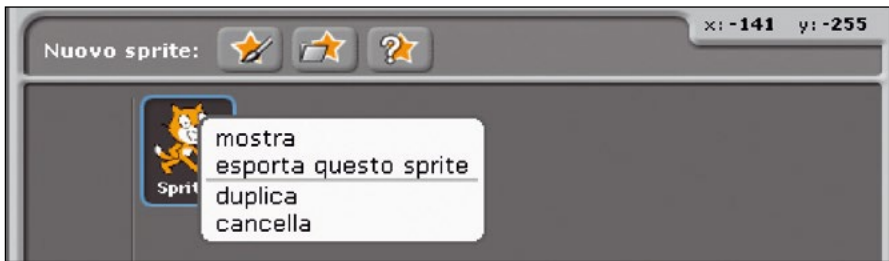 x: -141 y: -255
Nuovo sprite:
mostra
esporta questo sprite
duplica
cancella